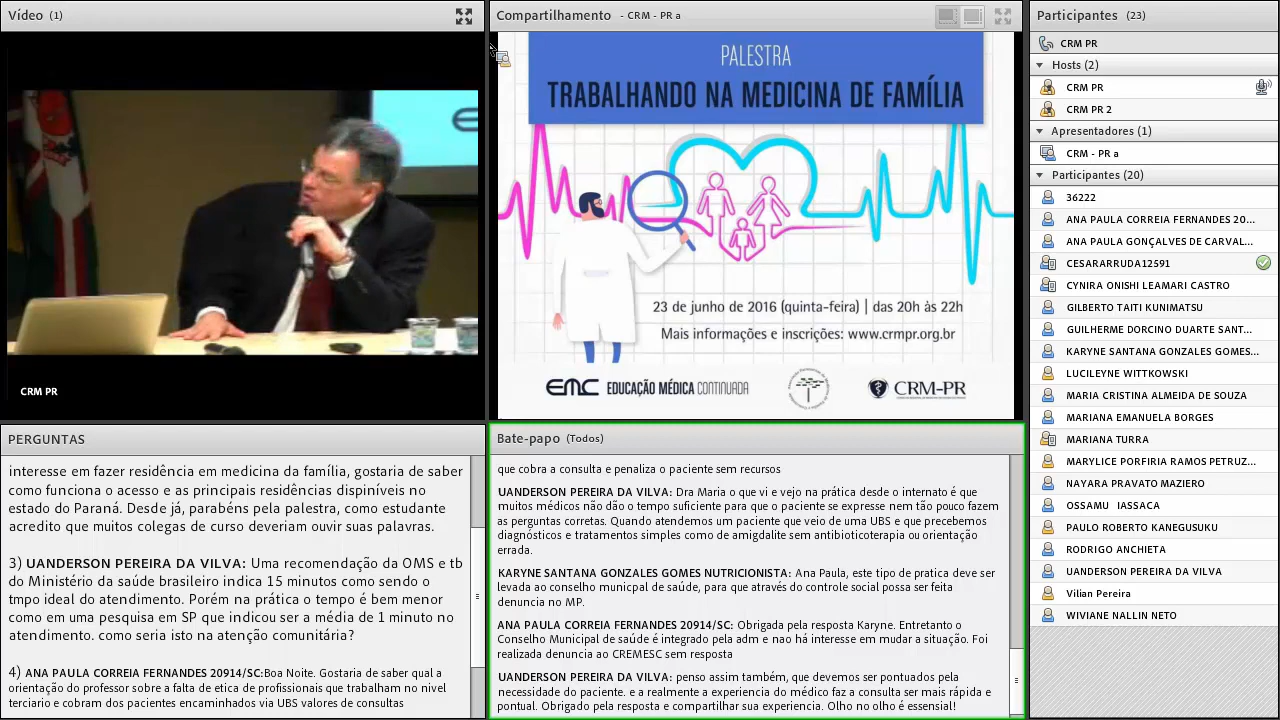 Vídeo (1)
CRM PR
Compartilhamento - CRM - PR a
PALESTRA
TRABALHANDO NA MEDICINA DE FAMÍLIA
23 de junho de 2016 (quinta-feira) | das 20h às 22h
Mais informações e inscrições: www.crmpr.org.br
EMC EDUCAÇÃO MÉDICA CONTINUADA
CRM-PR
PERGUNTAS
interesse em fazer residência em medicina da família, gostaria de saber
como funciona o acesso e as principais residências dispiníveis no
estado do Paraná. Desde já, parabéns pela palestra, como estudante
acredito que muitos colegas de curso deveriam ouvir suas palavras.
3) UANDERSON PEREIRA DA VILVA: Uma recomendação da OMS e tb
do Ministério da saúde brasileiro indica 15 minutos como sendo o
tmpo ideal do atendimento. Porém na prática o tempo é bem menor
como em uma pesquisa em SP que indicou ser a média de 1 minuto no
atendimento. como seria isto na atenção comunitária?
4) ANA PAULA CORREIA FERNANDES 20914/SC:Boa Noite. Gostaria de saber qual a
orientação do professor sobre a falta de etica de profissionais que trabalham no nivel
terciario e cobram dos pacientes encaminhados via UBS valores de consultas
Bate-papo (Todos)
que cobra a consulta e penaliza o paciente sem recursos
UANDERSON PEREIRA DA VILVA: Dra Maria o que vi e vejo na prática desde o internato é que
muitos médicos não dão o tempo suficiente para que o paciente se expresse nem tão pouco fazem
as perguntas corretas. Quando atendemos um paciente que veio de uma UBS e que precebemos
diagnósticos e tratamentos simples como de amigdalite sem antibioticoterapia ou orientação
errada.
KARYNE SANTANA GONZALES GOMES NUTRICIONISTA: Ana Paula, este tipo de pratica deve ser
levada ao conselho municpal de saúde, para que através do controle social possa ser feita
denuncia no MP.
ANA PAULA CORREIA FERNANDES 20914/SC: Obrigada pela resposta Karyne. Entretanto o
Conselho Municipal de saúde é integrado pela adm e nao há interesse em mudar a situação. Foi
realizada denuncia ao CREMESC sem resposta
UANDERSON PEREIRA DA VILVA: penso assim também, que devemos ser pontuados pela
necessidade do paciente. e a realmente a experiencia do médico faz a consulta ser mais rápida e
pontual. Obrigado pela resposta e compartilhar sua experiencia. Olho no olho é essensial!
Participantes (23)
CRM PR
Hosts (2)
CRM PR
CRM PR 2
Apresentadores (1)
CRM - PR a
Participantes (20)
36222
ANA PAULA CORREIA FERNANDES 20...
ANA PAULA GONÇALVES DE CARVAL...
CESARARRUDA12591
CYNIRA ONISHI LEAMARI CASTRO
GILBERTO TAITI KUNIMATSU
GUILHERME DORCINO DUARTE SANT...
KARYNE SANTANA GONZALES GOMES...
LUCILEYNE WITTKOWSKI
MARIA CRISTINA ALMEIDA DE SOUZA
MARIANA EMANUELA BORGES
MARIANA TURRA
MARYLICE PORFIRIA RAMOS PETRUZ...
NAYARA PRAVATO MAZIERO
OSSAMU IASSACA
PAULO ROBERTO KANEGUSUKU
RODRIGO ANCHIETA
UANDERSON PEREIRA DA VILVA
Vilian Pereira
WIVIANE NALLIN NETO